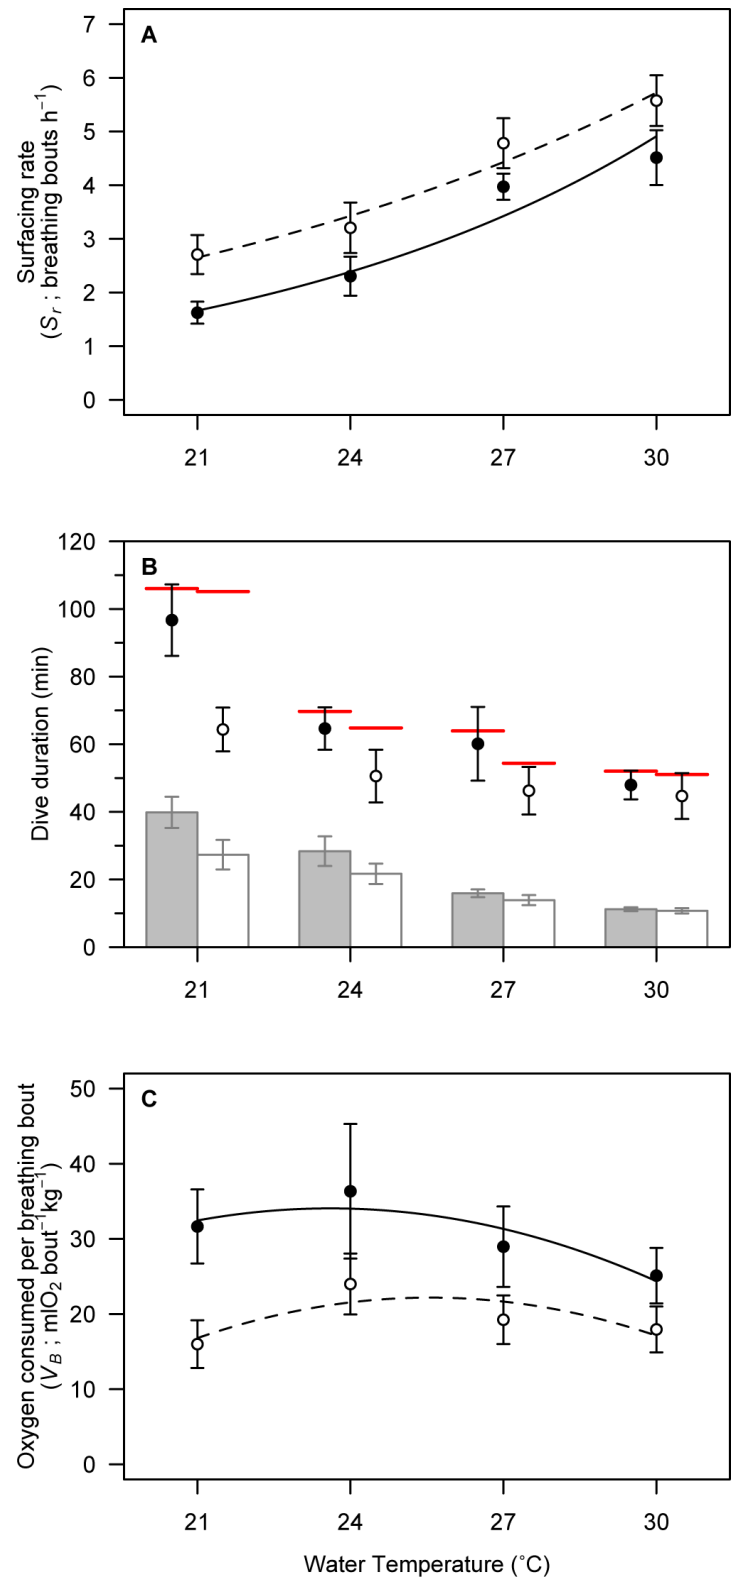 A
7
6
5
4
3
2
1
0
Surfacing rate
(Sr ; breathing bouts h⁻¹)
21 24 27 30
B
120
100
80
60
40
20
0
Dive duration (min)
21 24 27 30
C
50
40
30
20
10
0
Oxygen consumed per breathing bout
(VB ; mlO₂ bout⁻¹kg⁻¹)
21 24 27 30
Water Temperature (˚C)